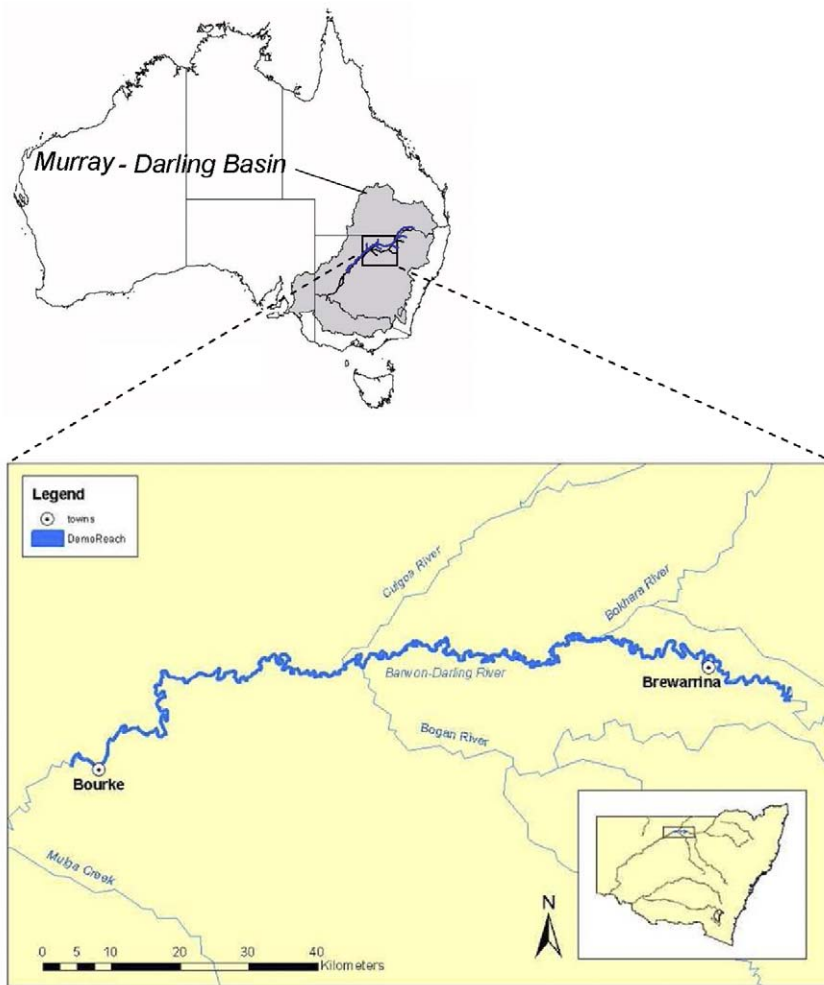 Murray - Darling Basin
Legend
towns
DemoReach
Culgoa River
Bokhara River
Barwon-Darling River
Brewarrina
Bogan River
Bourke
Mulga Creek
N
0 5 10 20 30 40
Kilometers